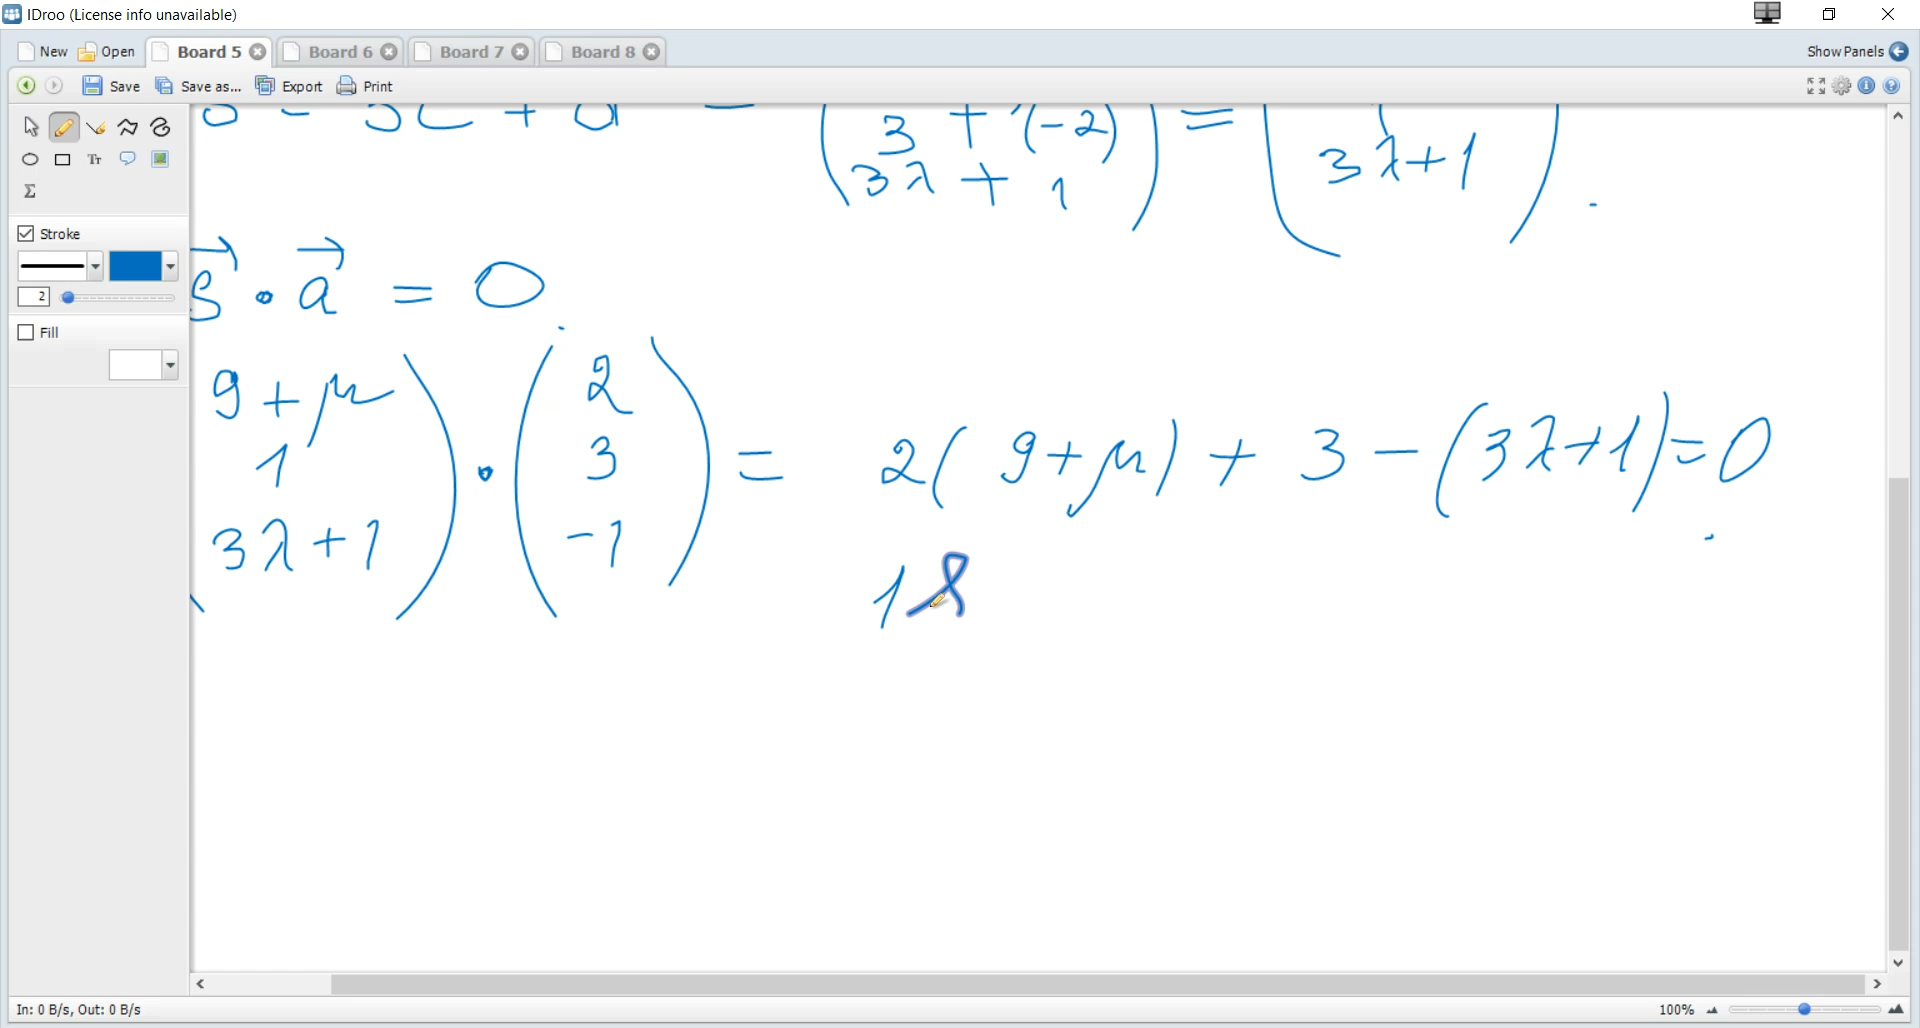 IDroo (License info unavailable)
New Open Board 5 Board 6 Board 7 Board 8 Show Panels
Save Save as... Export Print
3 + (-2) =
3λ + 1 3λ+1 .
Tt
Σ
Stroke
· a = 0
2
Fill
9+μ 2
1 · 3 = 2(9+μ) + 3 - (3λ+1)=0
3λ+1 -1
18
In: 0 B/s, Out: 0 B/s 100%